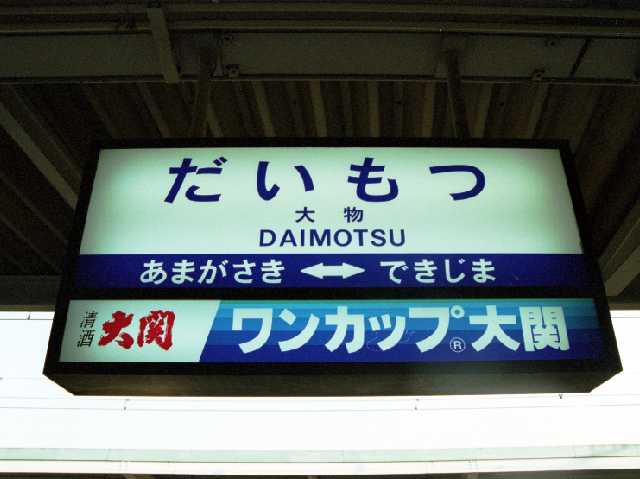 だいもつ
大物
DAIMOTSU
あまがさき ⟷ できじま
清酒 大関 ワンカップ®大関